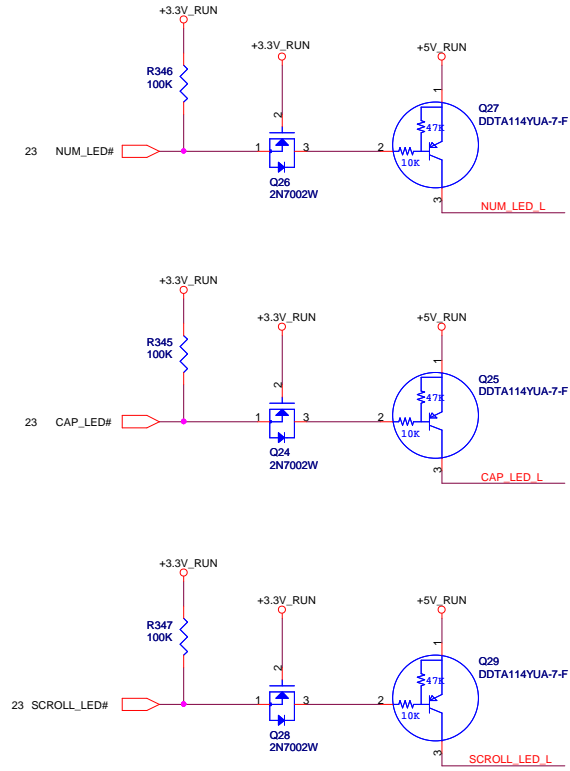 +3.3V_RUN
R346
100K
+3.3V_RUN
2
23 NUM_LED#
1
3
Q26
2N7002W
+5V_RUN
1
Q27
DDTA114YUA-7-F
47K
2
10K
3
NUM_LED_L
+3.3V_RUN
R345
100K
+3.3V_RUN
2
23 CAP_LED#
1
3
Q24
2N7002W
+5V_RUN
1
Q25
DDTA114YUA-7-F
47K
2
10K
3
CAP_LED_L
+3.3V_RUN
R347
100K
+3.3V_RUN
2
23 SCROLL_LED#
1
3
Q28
2N7002W
+5V_RUN
1
Q29
DDTA114YUA-7-F
47K
2
10K
3
SCROLL_LED_L